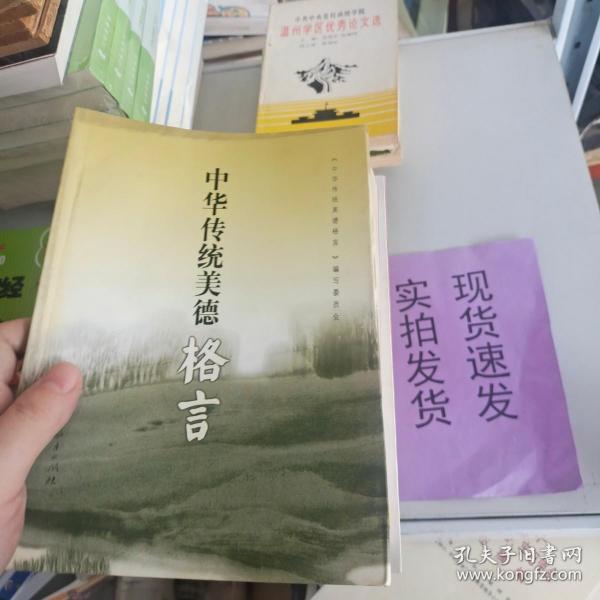 温州学区优秀论文选
《中华传统美德格言》编写委员会
中华传统美德
格言
现货速发
实拍发货
孔夫子旧书网
www.kongfz.com